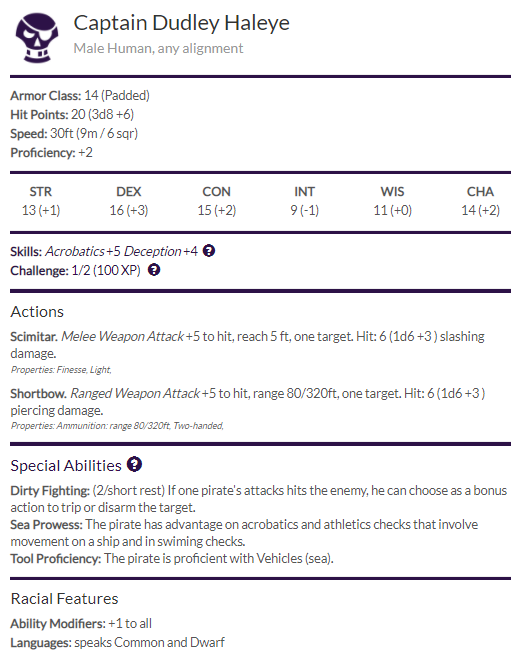 Captain Dudley Haleye
Male Human, any alignment
Armor Class: 14 (Padded)
Hit Points: 20 (3d8 +6)
Speed: 30ft (9m / 6 sqr)
Proficiency: +2
STR DEX CON INT WIS CHA
13 (+1) 16 (+3) 15 (+2) 9 (-1) 11 (+0) 14 (+2)
Skills: Acrobatics +5 Deception +4 ?
Challenge: 1/2 (100 XP) ?
Actions
Scimitar. Melee Weapon Attack +5 to hit, reach 5 ft, one target. Hit: 6 (1d6 +3 ) slashing
damage.
Properties: Finesse, Light,
Shortbow. Ranged Weapon Attack +5 to hit, range 80/320ft, one target. Hit: 6 (1d6 +3 )
piercing damage.
Properties: Ammunition: range 80/320ft, Two-handed,
Special Abilities ?
Dirty Fighting: (2/short rest) If one pirate's attacks hits the enemy, he can choose as a bonus
action to trip or disarm the target.
Sea Prowess: The pirate has advantage on acrobatics and athletics checks that involve
movement on a ship and in swiming checks.
Tool Proficiency: The pirate is proficient with Vehicles (sea).
Racial Features
Ability Modifiers: +1 to all
Languages: speaks Common and Dwarf